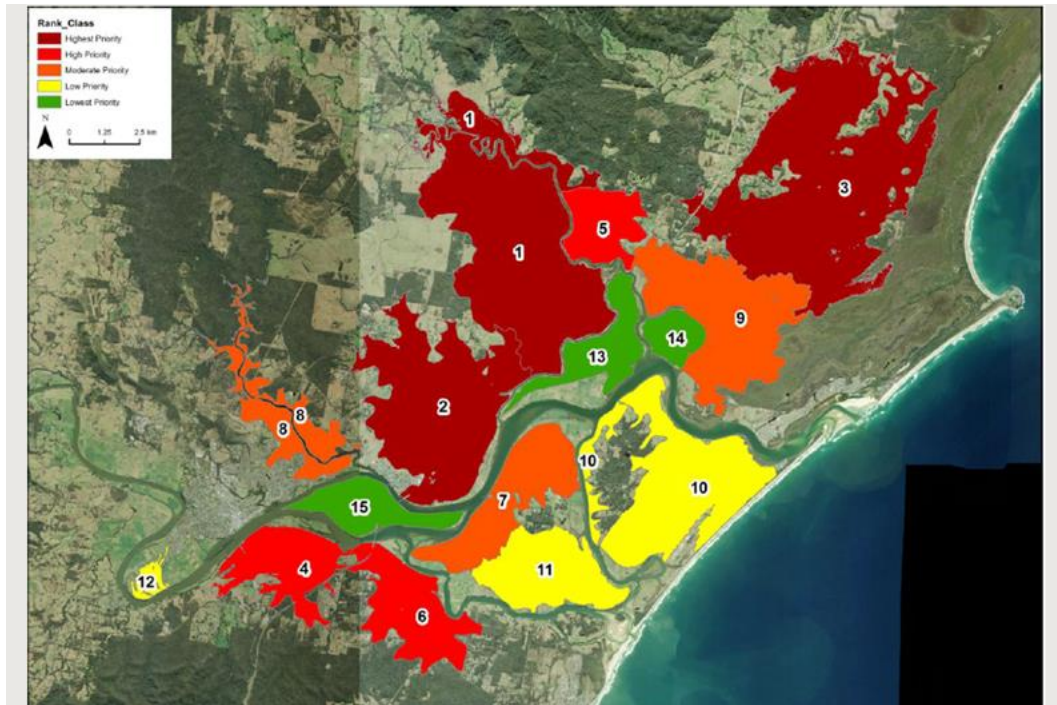 Rank_Class
Highest Priority
High Priority
Moderate Priority
Low Priority
Lowest Priority
N
0 1.25 2.5 km
1
3
5
1
9
14
13
2
8
8
10
10
7
15
11
12
4
6